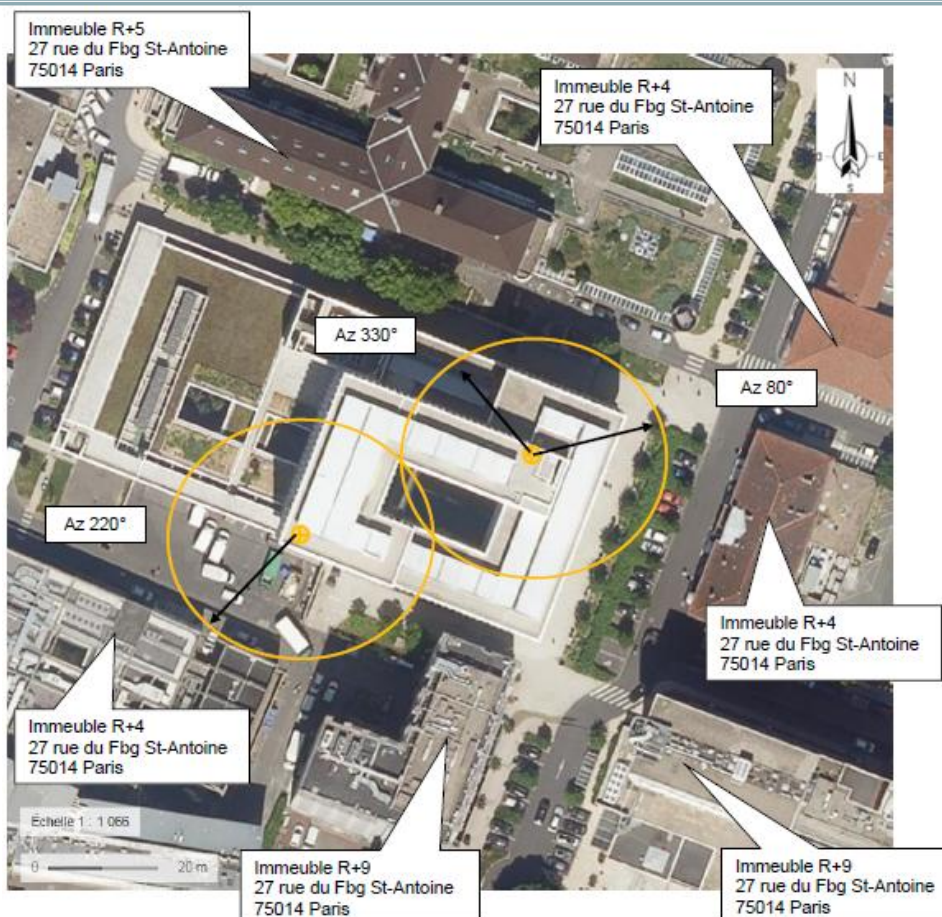 Immeuble R+5
27 rue du Fbg St-Antoine
75014 Paris
Immeuble R+4
27 rue du Fbg St-Antoine
75014 Paris
N
O
E
S
Az 330°
Az 80°
Az 220°
Immeuble R+4
27 rue du Fbg St-Antoine
75014 Paris
Immeuble R+4
27 rue du Fbg St-Antoine
75014 Paris
Échelle 1 : 1 066
0 20 m
Immeuble R+9
27 rue du Fbg St-Antoine
75014 Paris
Immeuble R+9
27 rue du Fbg St-Antoine
75014 Paris